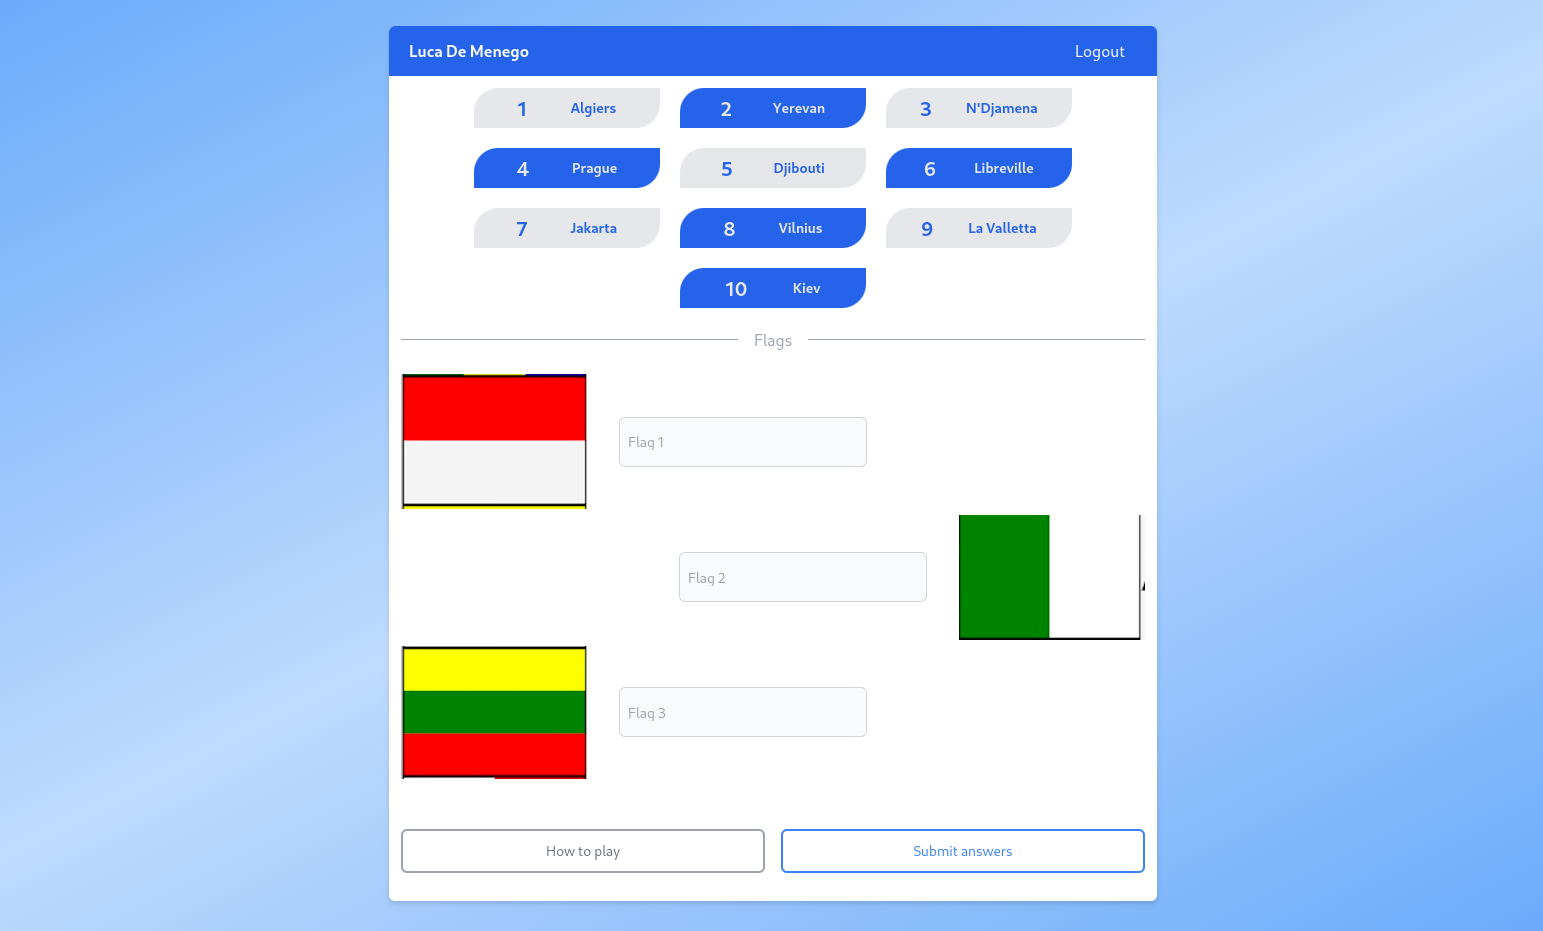 Luca De Menego Logout
1 Algiers 2 Yerevan 3 N'Djamena
4 Prague 5 Djibouti 6 Libreville
7 Jakarta 8 Vilnius 9 La Valletta
10 Kiev
Flags
Flag 1
Flag 2
Flag 3
How to play Submit answers